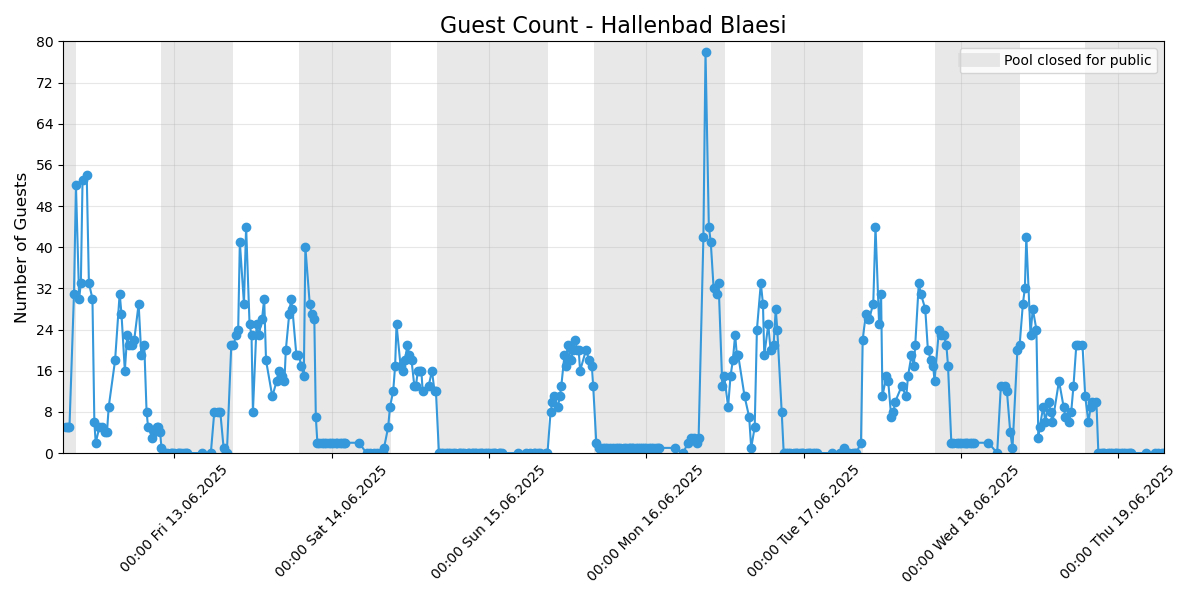 Guest Count - Hallenbad Blaesi
Pool closed for public
Number of Guests
80
72
64
56
48
40
32
24
16
8
0
00:00 Fri 13.06.2025
00:00 Sat 14.06.2025
00:00 Sun 15.06.2025
00:00 Mon 16.06.2025
00:00 Tue 17.06.2025
00:00 Wed 18.06.2025
00:00 Thu 19.06.2025